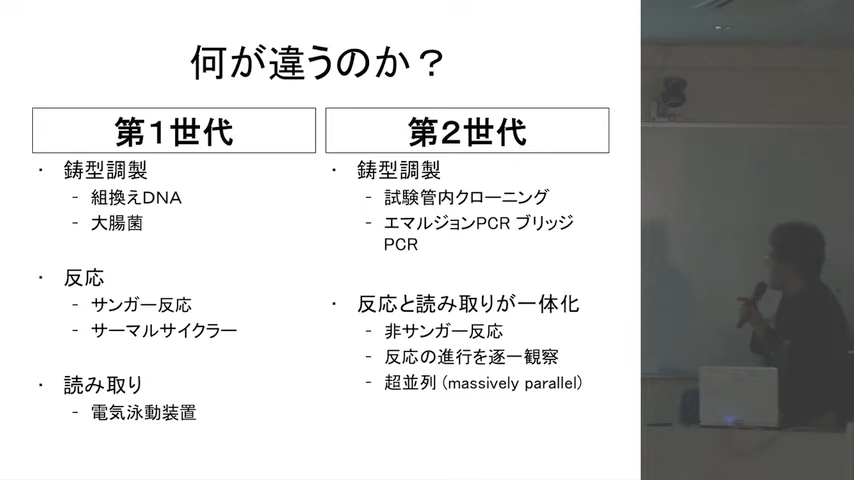 何が違うのか？
第１世代
・ 鋳型調製
- 組換えDNA
- 大腸菌
・ 反応
- サンガー反応
- サーマルサイクラー
・ 読み取り
- 電気泳動装置
第２世代
・ 鋳型調製
- 試験管内クローニング
- エマルジョンPCR ブリッジ
PCR
・ 反応と読み取りが一体化
- 非サンガー反応
- 反応の進行を逐一観察
- 超並列 (massively parallel)